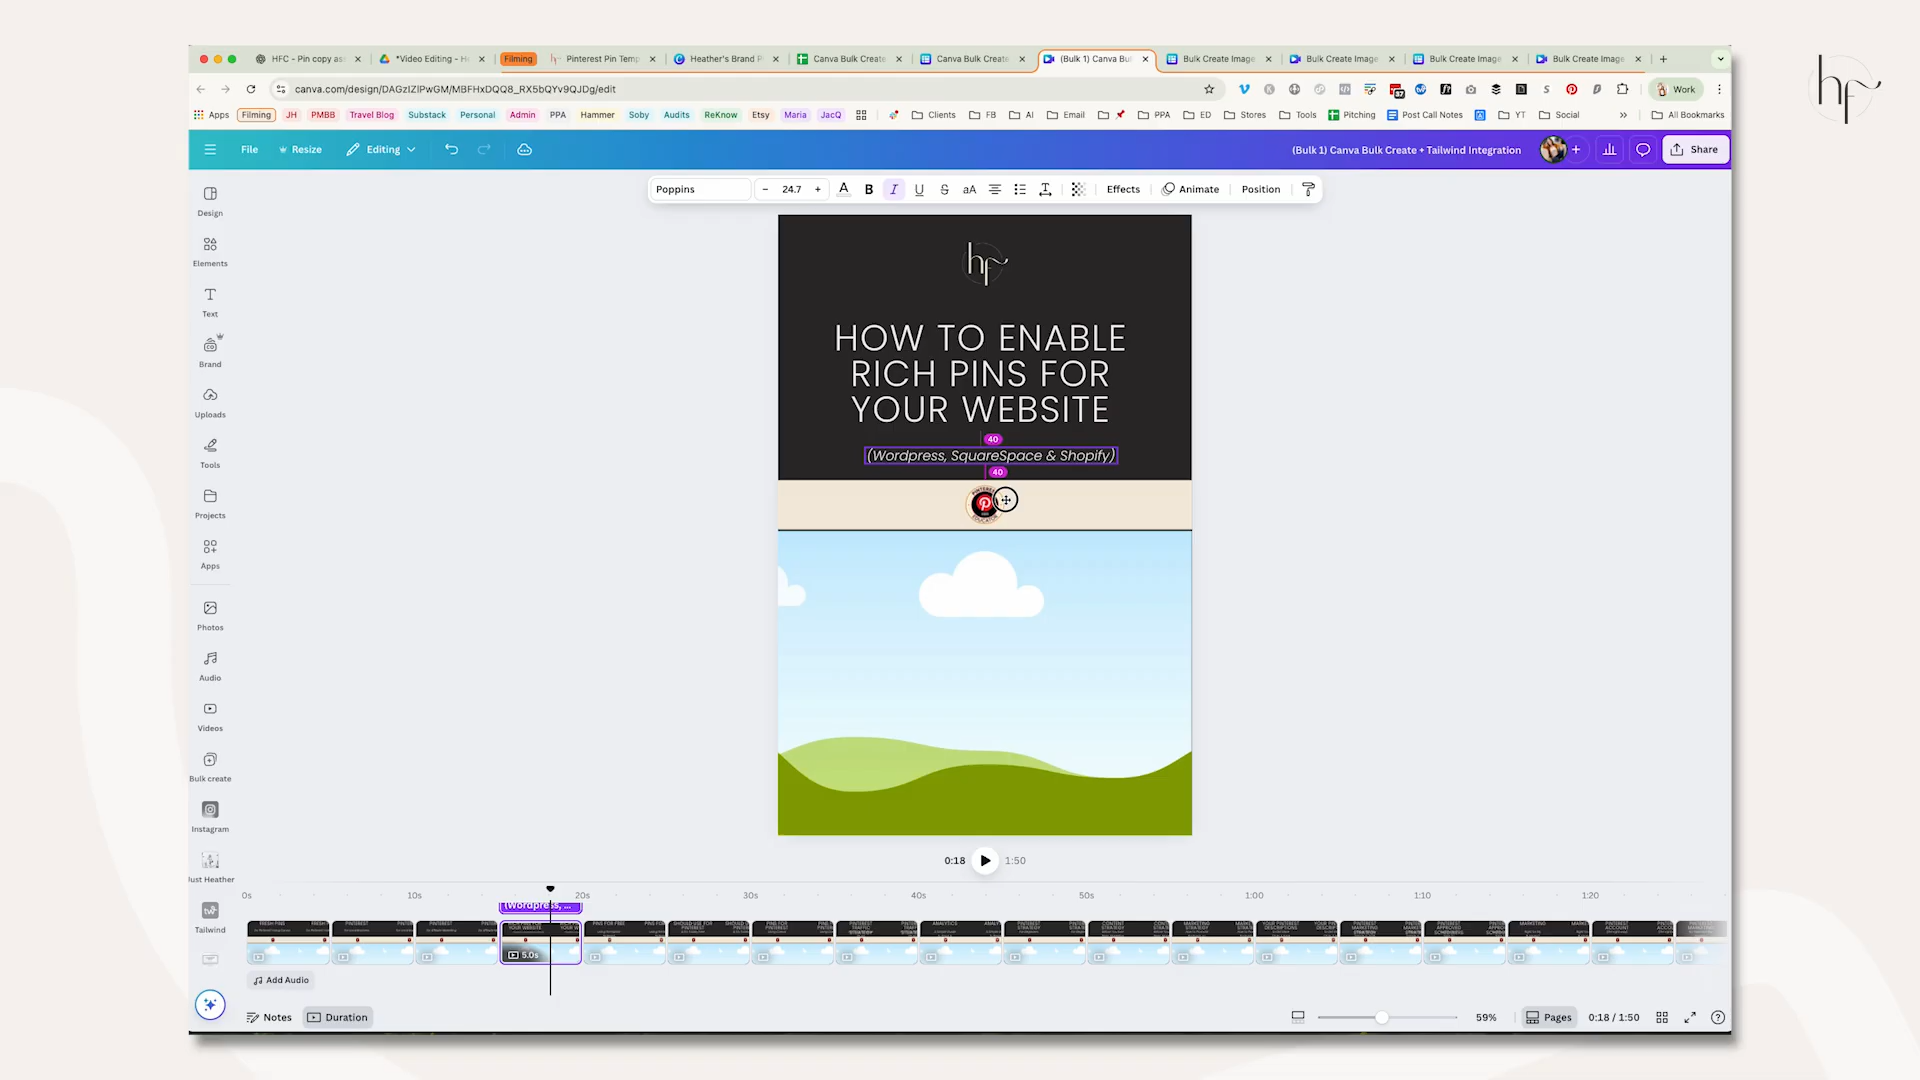 hf
HFC - Pin copy as
*Video Editing - H
Filming
Pinterest Pin Temp
Heather's Brand P
Canva Bulk Create
Canva Bulk Create
(Bulk 1) Canva Bu
Bulk Create Image
Bulk Create Image
Bulk Create Image
Bulk Create Image
canva.com/design/DAGzIZIPwGM/MBFHxDQQ8_RX5bQYv9QJDg/edit
Work
Apps
Filming
JH
PMBB
Travel Blog
Substack
Personal
Admin
PPA
Hammer
Soby
Audits
ReKnow
Etsy
Maria
JacQ
Clients
FB
AI
Email
PPA
ED
Stores
Tools
Pitching
Post Call Notes
YT
Social
All Bookmarks
File
Resize
Editing
(Bulk 1) Canva Bulk Create + Tailwind Integration
Share
Poppins
24.7
Effects
Animate
Position
Design
Elements
Text
Brand
Uploads
Tools
Projects
Apps
Photos
Audio
Videos
Bulk create
Instagram
Just Heather
Tailwind
hf
HOW TO ENABLE
RICH PINS FOR
YOUR WEBSITE
40
(Wordpress, SquareSpace & Shopify)
40
0:18
1:50
0s
10s
20s
30s
40s
50s
1:00
1:10
1:20
(Wordpress, ...
5.0s
Add Audio
Notes
Duration
59%
Pages
0:18 / 1:50